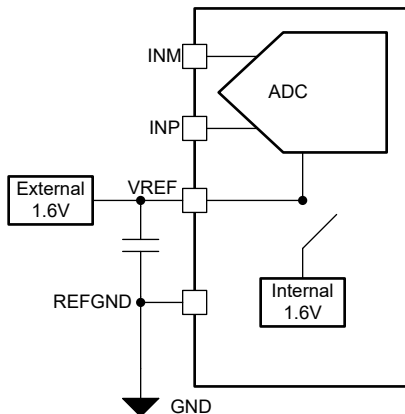 INM
ADC
INP
External
1.6V
VREF
REFGND
Internal
1.6V
GND